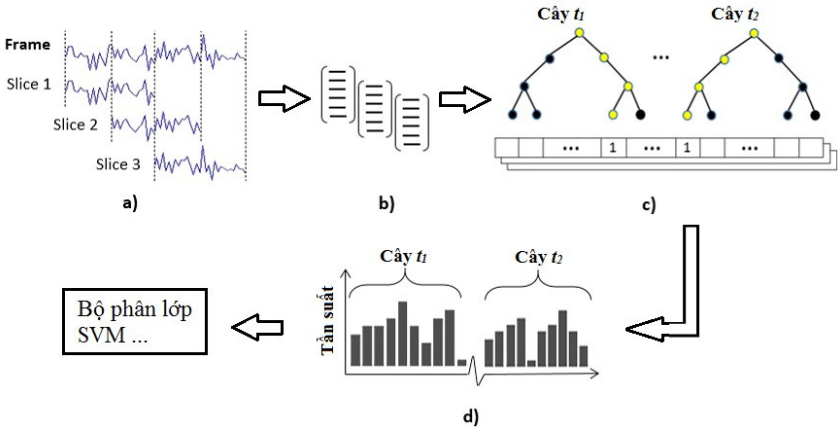 Frame
Slice 1
Slice 2
Slice 3
a)
b)
Cây t1 ... Cây t2
... 1 ... 1 ...
c)
Bộ phân lớp
SVM ...
Tần suất
Cây t1
Cây t2
d)